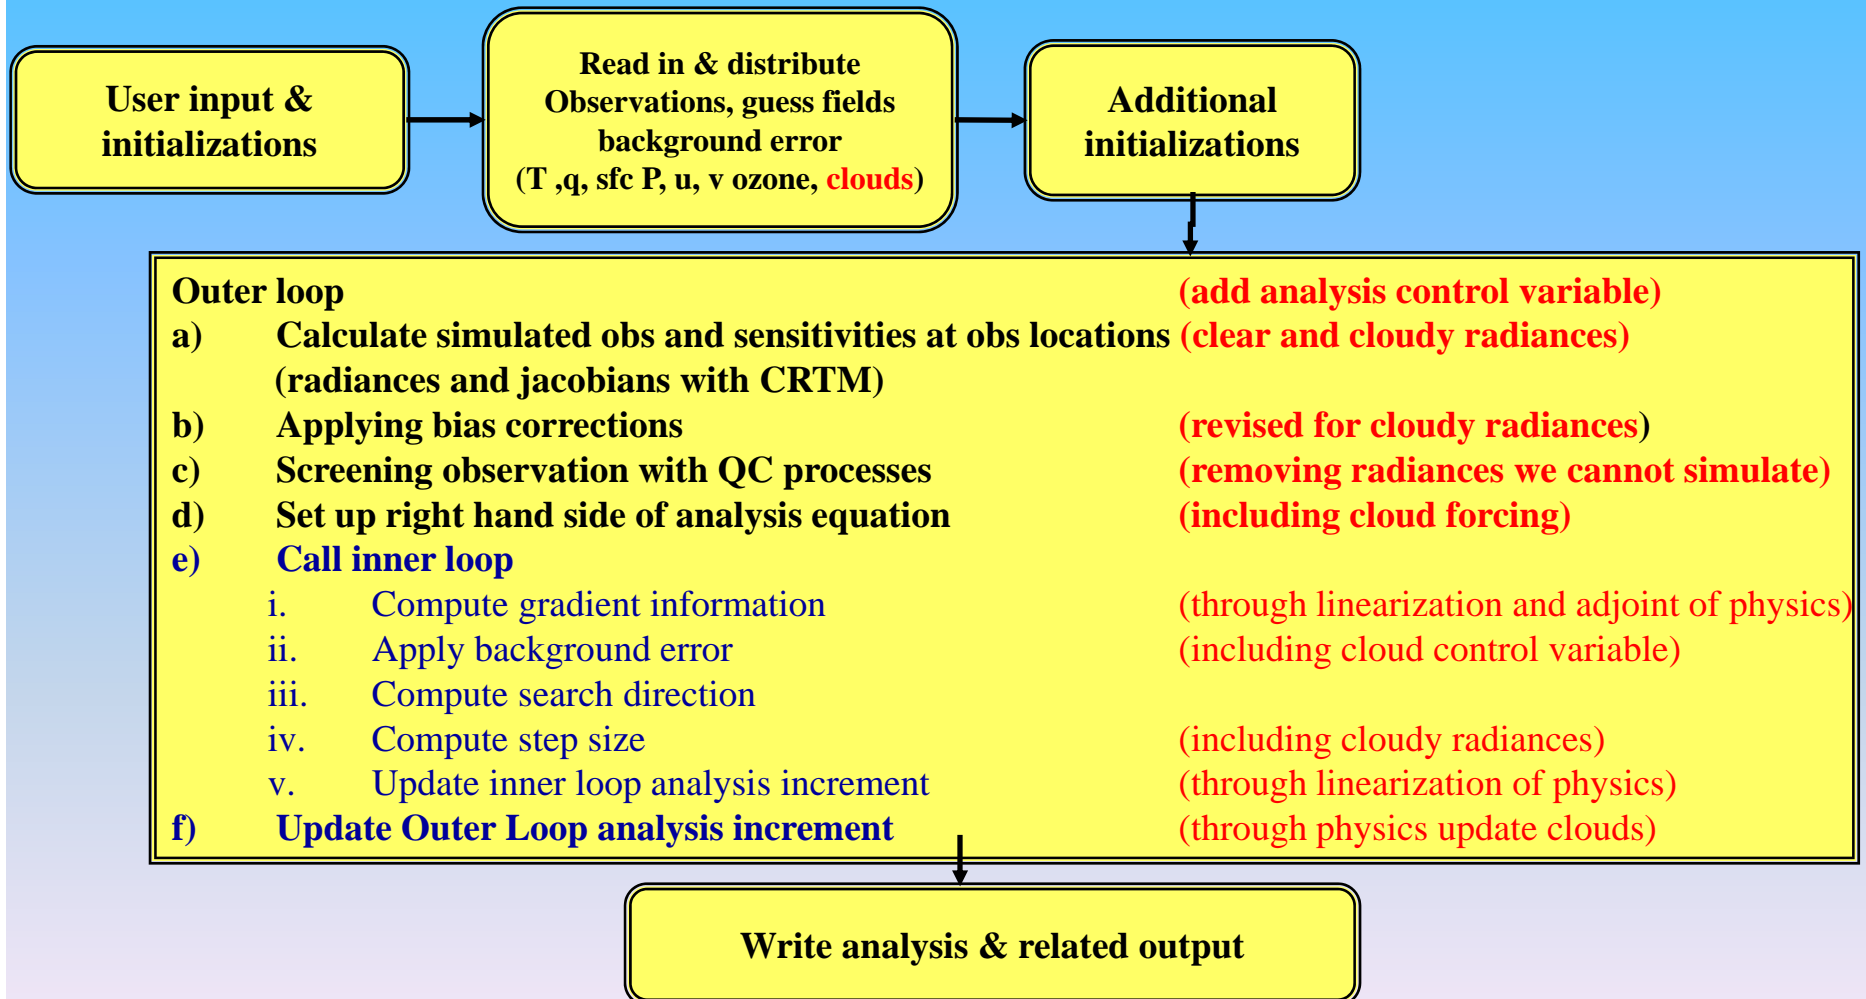 User input &
initializations
Read in & distribute
Observations, guess fields
background error
(T ,q, sfc P, u, v ozone, clouds)
Additional
initializations
Outer loop (add analysis control variable)
a) Calculate simulated obs and sensitivities at obs locations (clear and cloudy radiances)
(radiances and jacobians with CRTM)
b) Applying bias corrections (revised for cloudy radiances)
c) Screening observation with QC processes (removing radiances we cannot simulate)
d) Set up right hand side of analysis equation (including cloud forcing)
e) Call inner loop
i. Compute gradient information (through linearization and adjoint of physics)
ii. Apply background error (including cloud control variable)
iii. Compute search direction
iv. Compute step size (including cloudy radiances)
v. Update inner loop analysis increment (through linearization of physics)
f) Update Outer Loop analysis increment (through physics update clouds)
Write analysis & related output